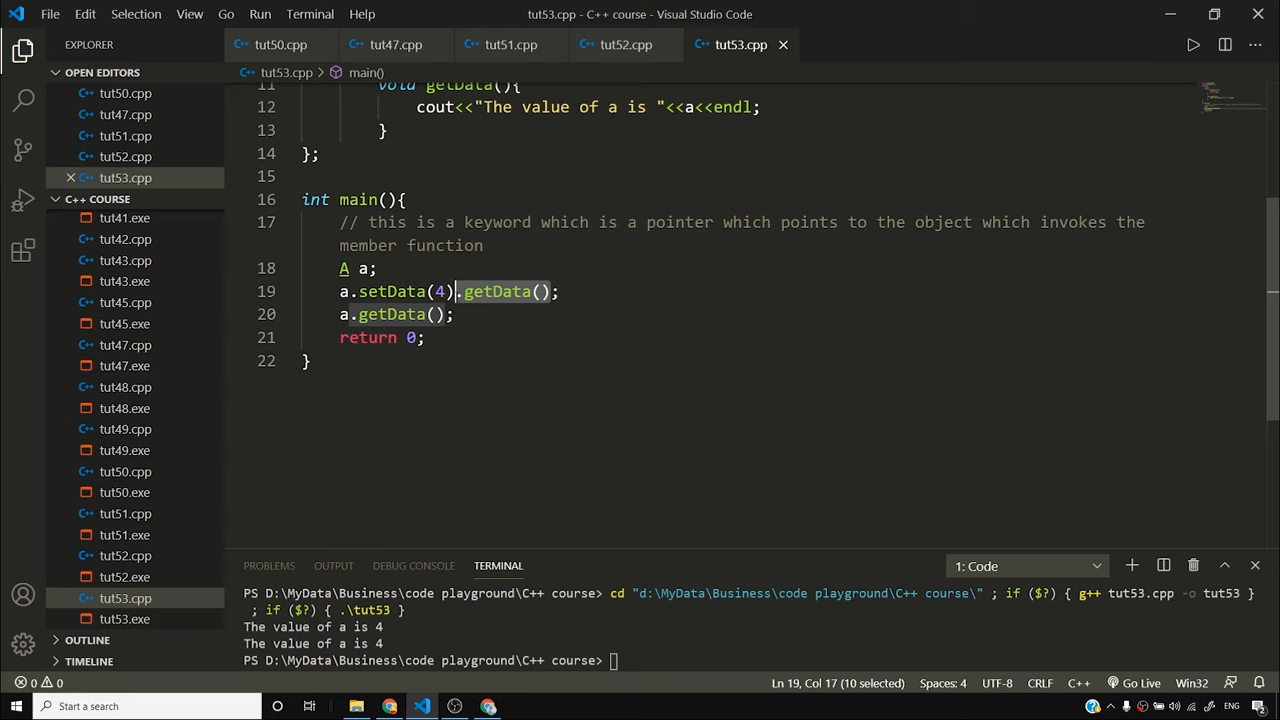 File Edit Selection View Go Run Terminal Help
tut53.cpp - C++ course - Visual Studio Code
EXPLORER
tut50.cpp tut47.cpp tut51.cpp tut52.cpp tut53.cpp
OPEN EDITORS
tut53.cpp > main()
tut50.cpp
tut47.cpp
tut51.cpp
tut52.cpp
tut53.cpp
C++ COURSE
tut41.exe
tut42.cpp
tut43.cpp
tut43.exe
tut45.cpp
tut45.exe
tut47.cpp
tut47.exe
tut48.cpp
tut48.exe
tut49.cpp
tut49.exe
tut50.cpp
tut50.exe
tut51.cpp
tut51.exe
tut52.cpp
tut52.exe
tut53.cpp
tut53.exe
OUTLINE
TIMELINE
11 void getData(){
12 cout<<"The value of a is "<<a<<endl;
13 }
14 };
15
16 int main(){
17 // this is a keyword which is a pointer which points to the object which invokes the
member function
18 A a;
19 a.setData(4).getData();
20 a.getData();
21 return 0;
22 }
PROBLEMS OUTPUT DEBUG CONSOLE TERMINAL 1: Code
PS D:\MyData\Business\code playground\C++ course> cd "d:\MyData\Business\code playground\C++ course\" ; if ($?) { g++ tut53.cpp -o tut53 }
; if ($?) { .\tut53 }
The value of a is 4
The value of a is 4
PS D:\MyData\Business\code playground\C++ course>
0 0 Ln 19, Col 17 (10 selected) Spaces: 4 UTF-8 CRLF C++ Go Live Win32
Start a search